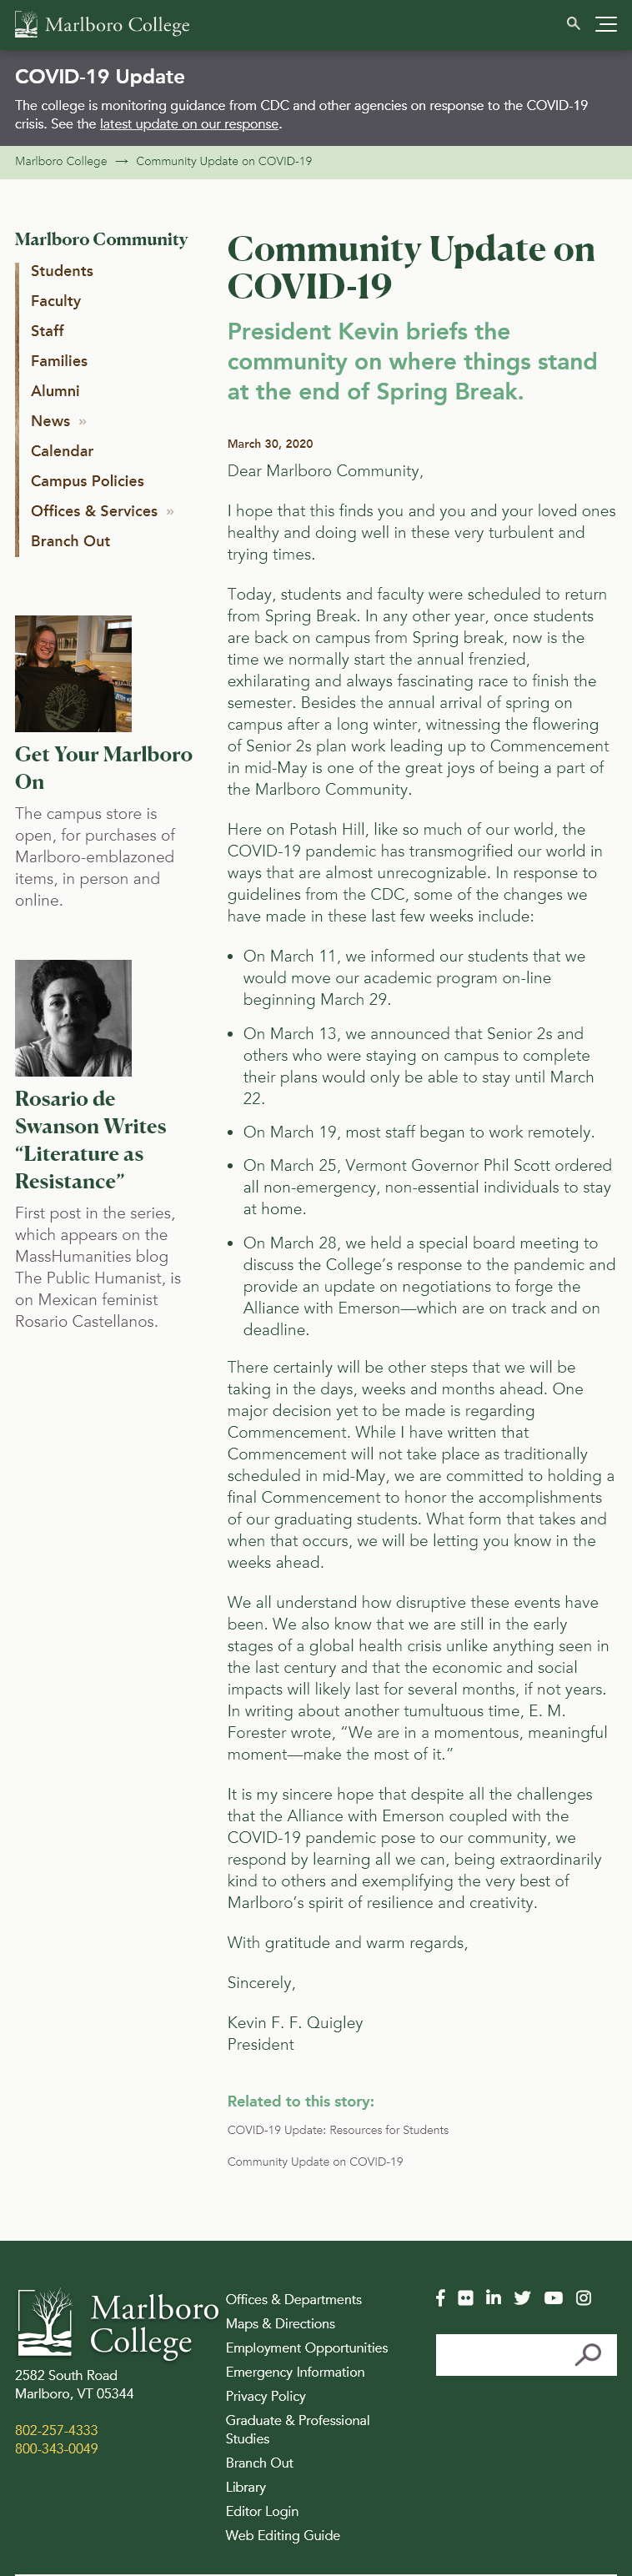 Marlboro College
COVID-19 Update
The college is monitoring guidance from CDC and other agencies on response to the COVID-19
crisis. See the latest update on our response.
Marlboro College → Community Update on COVID-19
Marlboro Community
Students
Faculty
Staff
Families
Alumni
News »
Calendar
Campus Policies
Offices & Services »
Branch Out
Get Your Marlboro
On
The campus store is
open, for purchases of
Marlboro-emblazoned
items, in person and
online.
Rosario de
Swanson Writes
“Literature as
Resistance”
First post in the series,
which appears on the
MassHumanities blog
The Public Humanist, is
on Mexican feminist
Rosario Castellanos.
Community Update on
COVID-19
President Kevin briefs the
community on where things stand
at the end of Spring Break.
March 30, 2020
Dear Marlboro Community,
I hope that this finds you and you and your loved ones
healthy and doing well in these very turbulent and
trying times.
Today, students and faculty were scheduled to return
from Spring Break. In any other year, once students
are back on campus from Spring break, now is the
time we normally start the annual frenzied,
exhilarating and always fascinating race to finish the
semester. Besides the annual arrival of spring on
campus after a long winter, witnessing the flowering
of Senior 2s plan work leading up to Commencement
in mid-May is one of the great joys of being a part of
the Marlboro Community.
Here on Potash Hill, like so much of our world, the
COVID-19 pandemic has transmogrified our world in
ways that are almost unrecognizable. In response to
guidelines from the CDC, some of the changes we
have made in these last few weeks include:
• On March 11, we informed our students that we
would move our academic program on-line
beginning March 29.
• On March 13, we announced that Senior 2s and
others who were staying on campus to complete
their plans would only be able to stay until March
22.
• On March 19, most staff began to work remotely.
• On March 25, Vermont Governor Phil Scott ordered
all non-emergency, non-essential individuals to stay
at home.
• On March 28, we held a special board meeting to
discuss the College’s response to the pandemic and
provide an update on negotiations to forge the
Alliance with Emerson—which are on track and on
deadline.
There certainly will be other steps that we will be
taking in the days, weeks and months ahead. One
major decision yet to be made is regarding
Commencement. While I have written that
Commencement will not take place as traditionally
scheduled in mid-May, we are committed to holding a
final Commencement to honor the accomplishments
of our graduating students. What form that takes and
when that occurs, we will be letting you know in the
weeks ahead.
We all understand how disruptive these events have
been. We also know that we are still in the early
stages of a global health crisis unlike anything seen in
the last century and that the economic and social
impacts will likely last for several months, if not years.
In writing about another tumultuous time, E. M.
Forester wrote, “We are in a momentous, meaningful
moment—make the most of it.”
It is my sincere hope that despite all the challenges
that the Alliance with Emerson coupled with the
COVID-19 pandemic pose to our community, we
respond by learning all we can, being extraordinarily
kind to others and exemplifying the very best of
Marlboro’s spirit of resilience and creativity.
With gratitude and warm regards,
Sincerely,
Kevin F. F. Quigley
President
Related to this story:
COVID-19 Update: Resources for Students
Community Update on COVID-19
Marlboro
College
2582 South Road
Marlboro, VT 05344
802-257-4333
800-343-0049
Offices & Departments
Maps & Directions
Employment Opportunities
Emergency Information
Privacy Policy
Graduate & Professional
Studies
Branch Out
Library
Editor Login
Web Editing Guide